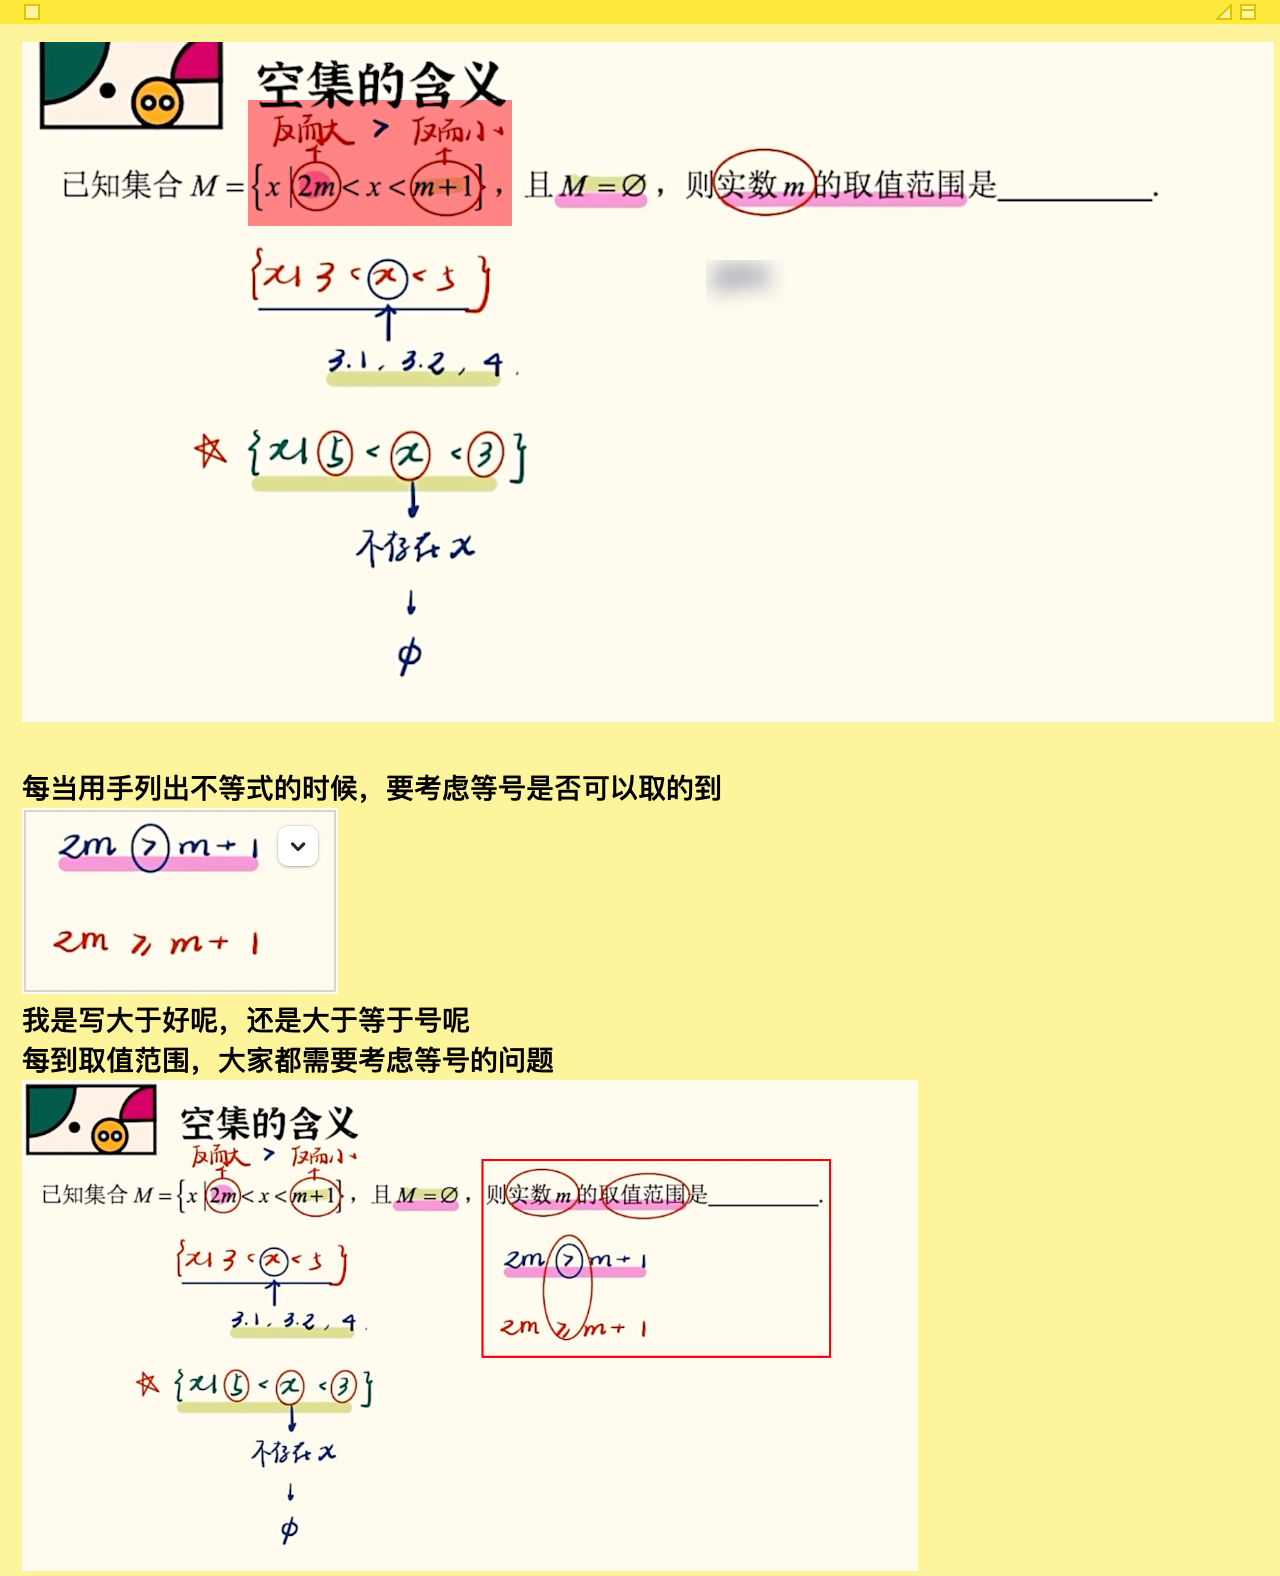 空集的含义
反而大 > 反而小
已知集合 M = {x | 2m < x < m+1}，且 M = ∅，则实数 m 的取值范围是__________.
{x | 3 < x < 5}
3.1, 3.2, 4.
☆ {x | 5 < x < 3}
不存在 x
↓
φ
每当用手列出不等式的时候，要考虑等号是否可以取的到
2m > m+1
2m ⩾ m+1
我是写大于好呢，还是大于等于号呢
每到取值范围，大家都需要考虑等号的问题
空集的含义
反而大 > 反而小
已知集合 M = {x | 2m < x < m+1}，且 M = ∅，则实数 m 的取值范围是__________.
{x | 3 < x < 5}
2m > m+1
3.1, 3.2, 4.
2m ⩾ m+1
☆ {x | 5 < x < 3}
不存在 x
↓
φ